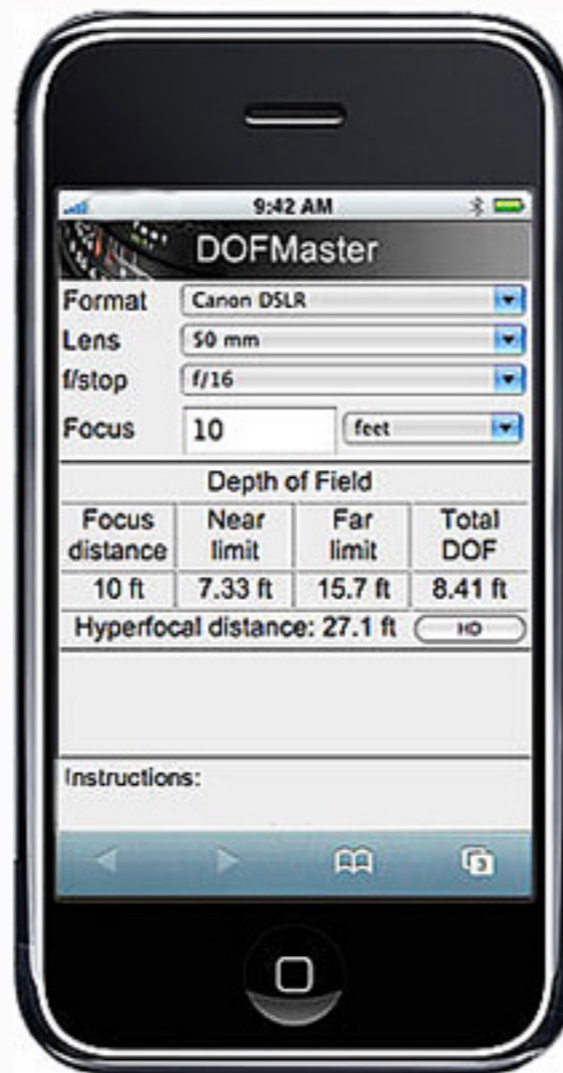 9:42 AM
DOFMaster
Format Canon DSLR
Lens 50 mm
f/stop f/16
Focus 10 feet
Depth of Field
Focus distance Near limit Far limit Total DOF
10 ft 7.33 ft 15.7 ft 8.41 ft
Hyperfocal distance: 27.1 ft HD
Instructions:
3